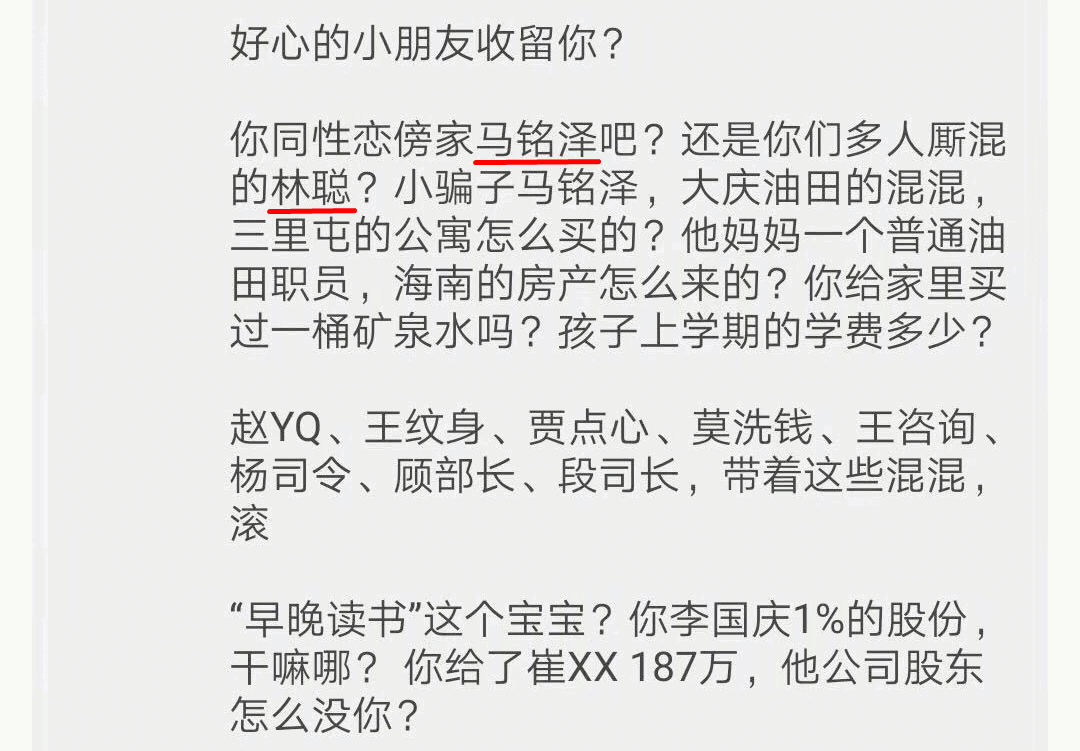 好心的小朋友收留你？
你同性恋傍家马铭泽吧？还是你们多人厮混
的林聪？小骗子马铭泽，大庆油田的混混，
三里屯的公寓怎么买的？他妈妈一个普通油
田职员，海南的房产怎么来的？你给家里买
过一桶矿泉水吗？孩子上学期的学费多少？
赵YQ、王纹身、贾点心、莫洗钱、王咨询、
杨司令、顾部长、段司长，带着这些混混，
滚
“早晚读书”这个宝宝？你李国庆1%的股份，
干嘛哪？ 你给了崔XX 187万，他公司股东
怎么没你？